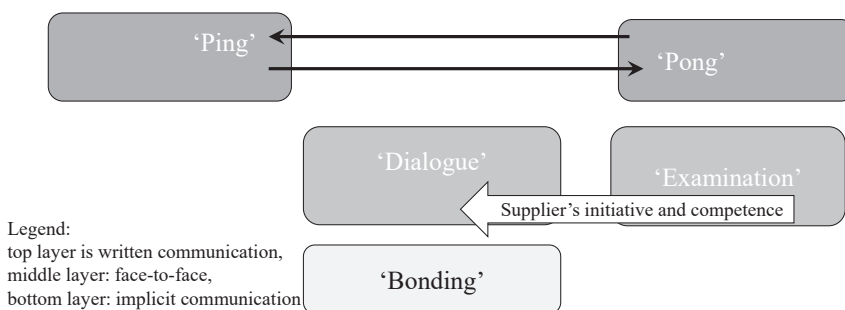 ‘Ping’
‘Pong’
‘Dialogue’
‘Examination’
Supplier’s initiative and competence
Legend:
top layer is written communication,
middle layer: face-to-face,
bottom layer: implicit communication
‘Bonding’